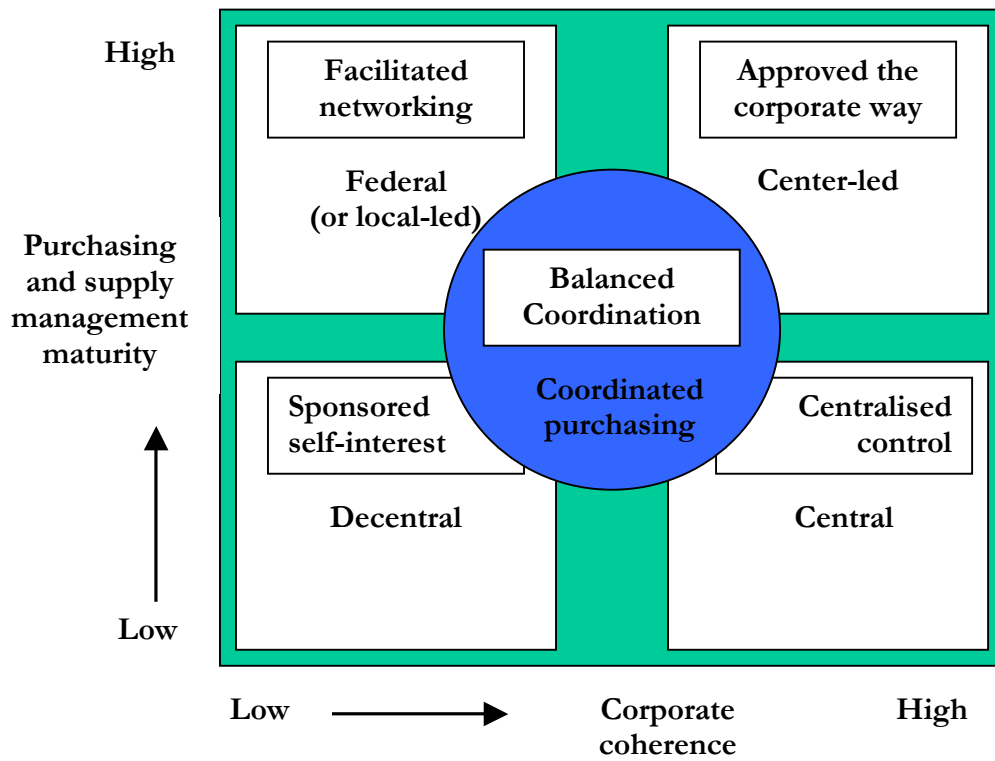 High
Facilitated
networking
Federal
(or local-led)
Approved the
corporate way
Center-led
Purchasing
and supply
management
maturity
Balanced
Coordination
Coordinated
purchasing
Sponsored
self-interest
Decentral
Centralised
control
Central
Low
Low
Corporate
coherence
High